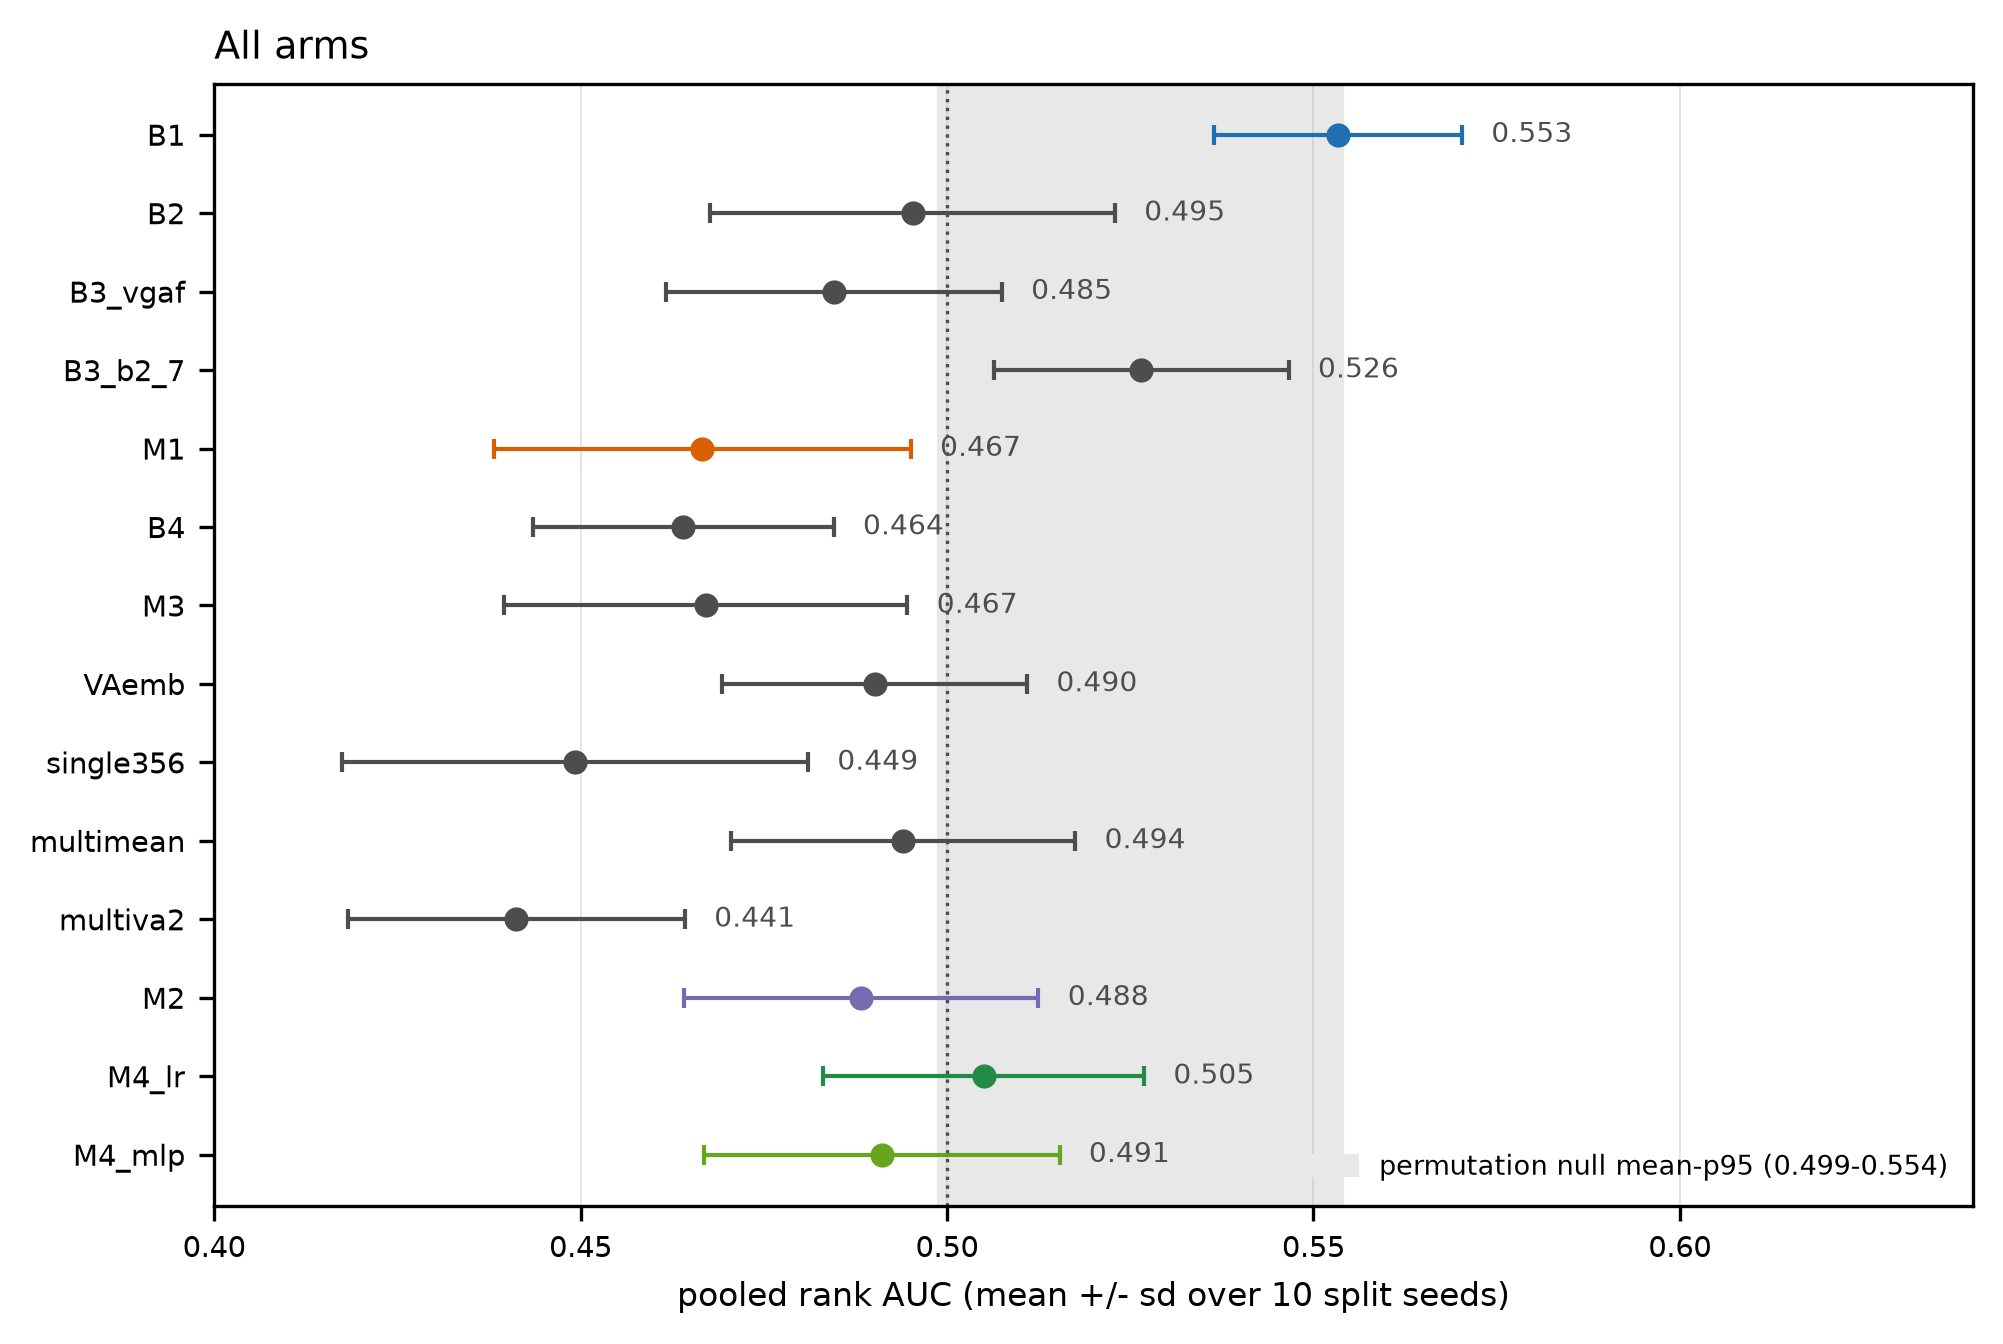 All arms
B1
0.553
B2
0.495
B3_vgaf
0.485
B3_b2_7
0.526
M1
0.467
B4
0.464
M3
0.467
VAemb
0.490
single356
0.449
multimean
0.494
multiva2
0.441
M2
0.488
M4_lr
0.505
M4_mlp
0.491
permutation null mean-p95 (0.499-0.554)
0.40 0.45 0.50 0.55 0.60
pooled rank AUC (mean +/- sd over 10 split seeds)